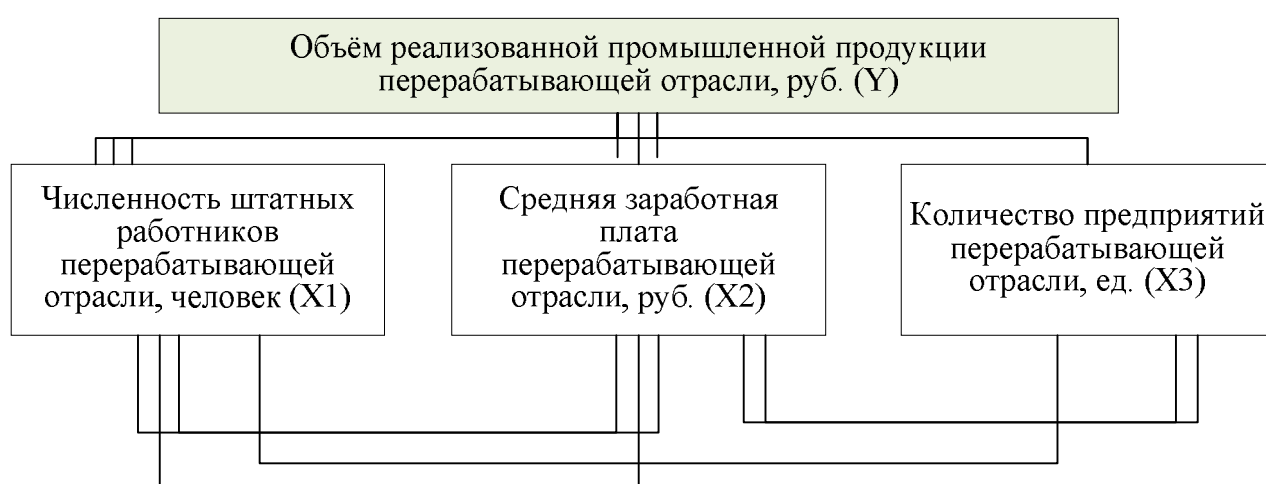 Объём реализованной промышленной продукции
перерабатывающей отрасли, руб. (Y)
Численность штатных
работников
перерабатывающей
отрасли, человек (X1)
Средняя заработная
плата
перерабатывающей
отрасли, руб. (X2)
Количество предприятий
перерабатывающей
отрасли, ед. (X3)